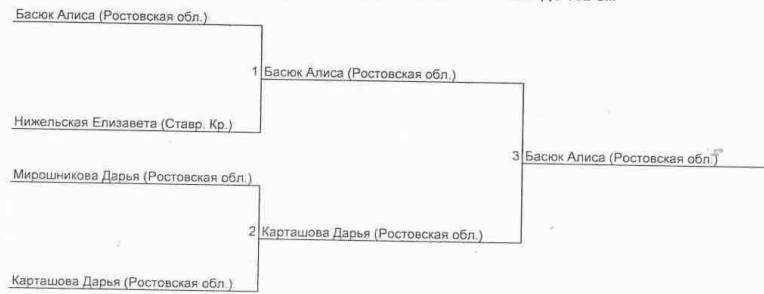 Басюк Алиса (Ростовская обл.)
1 Басюк Алиса (Ростовская обл.)
Нижельская Елизавета (Ставр. Кр.)
3 Басюк Алиса (Ростовская обл.)
Мирошникова Дарья (Ростовская обл.)
2 Карташова Дарья (Ростовская обл.)
Карташова Дарья (Ростовская обл.)